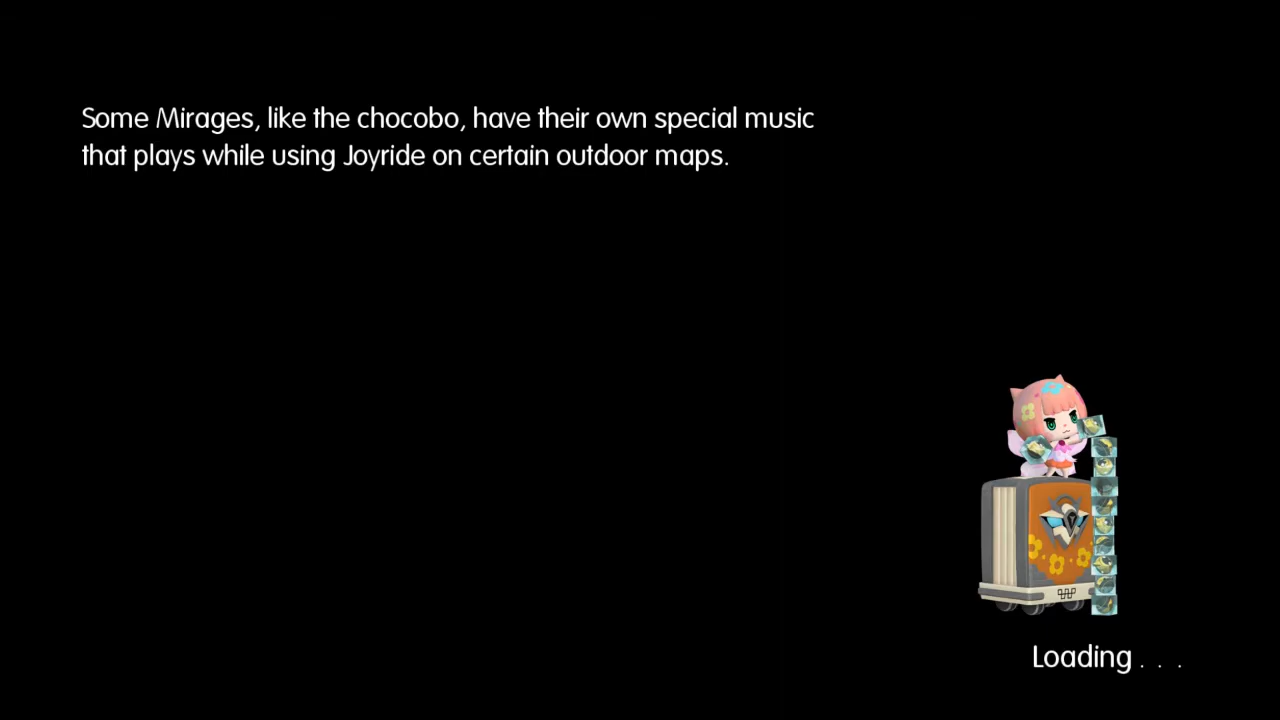 Some Mirages, like the chocobo, have their own special music
that plays while using Joyride on certain outdoor maps.
Loading . . .